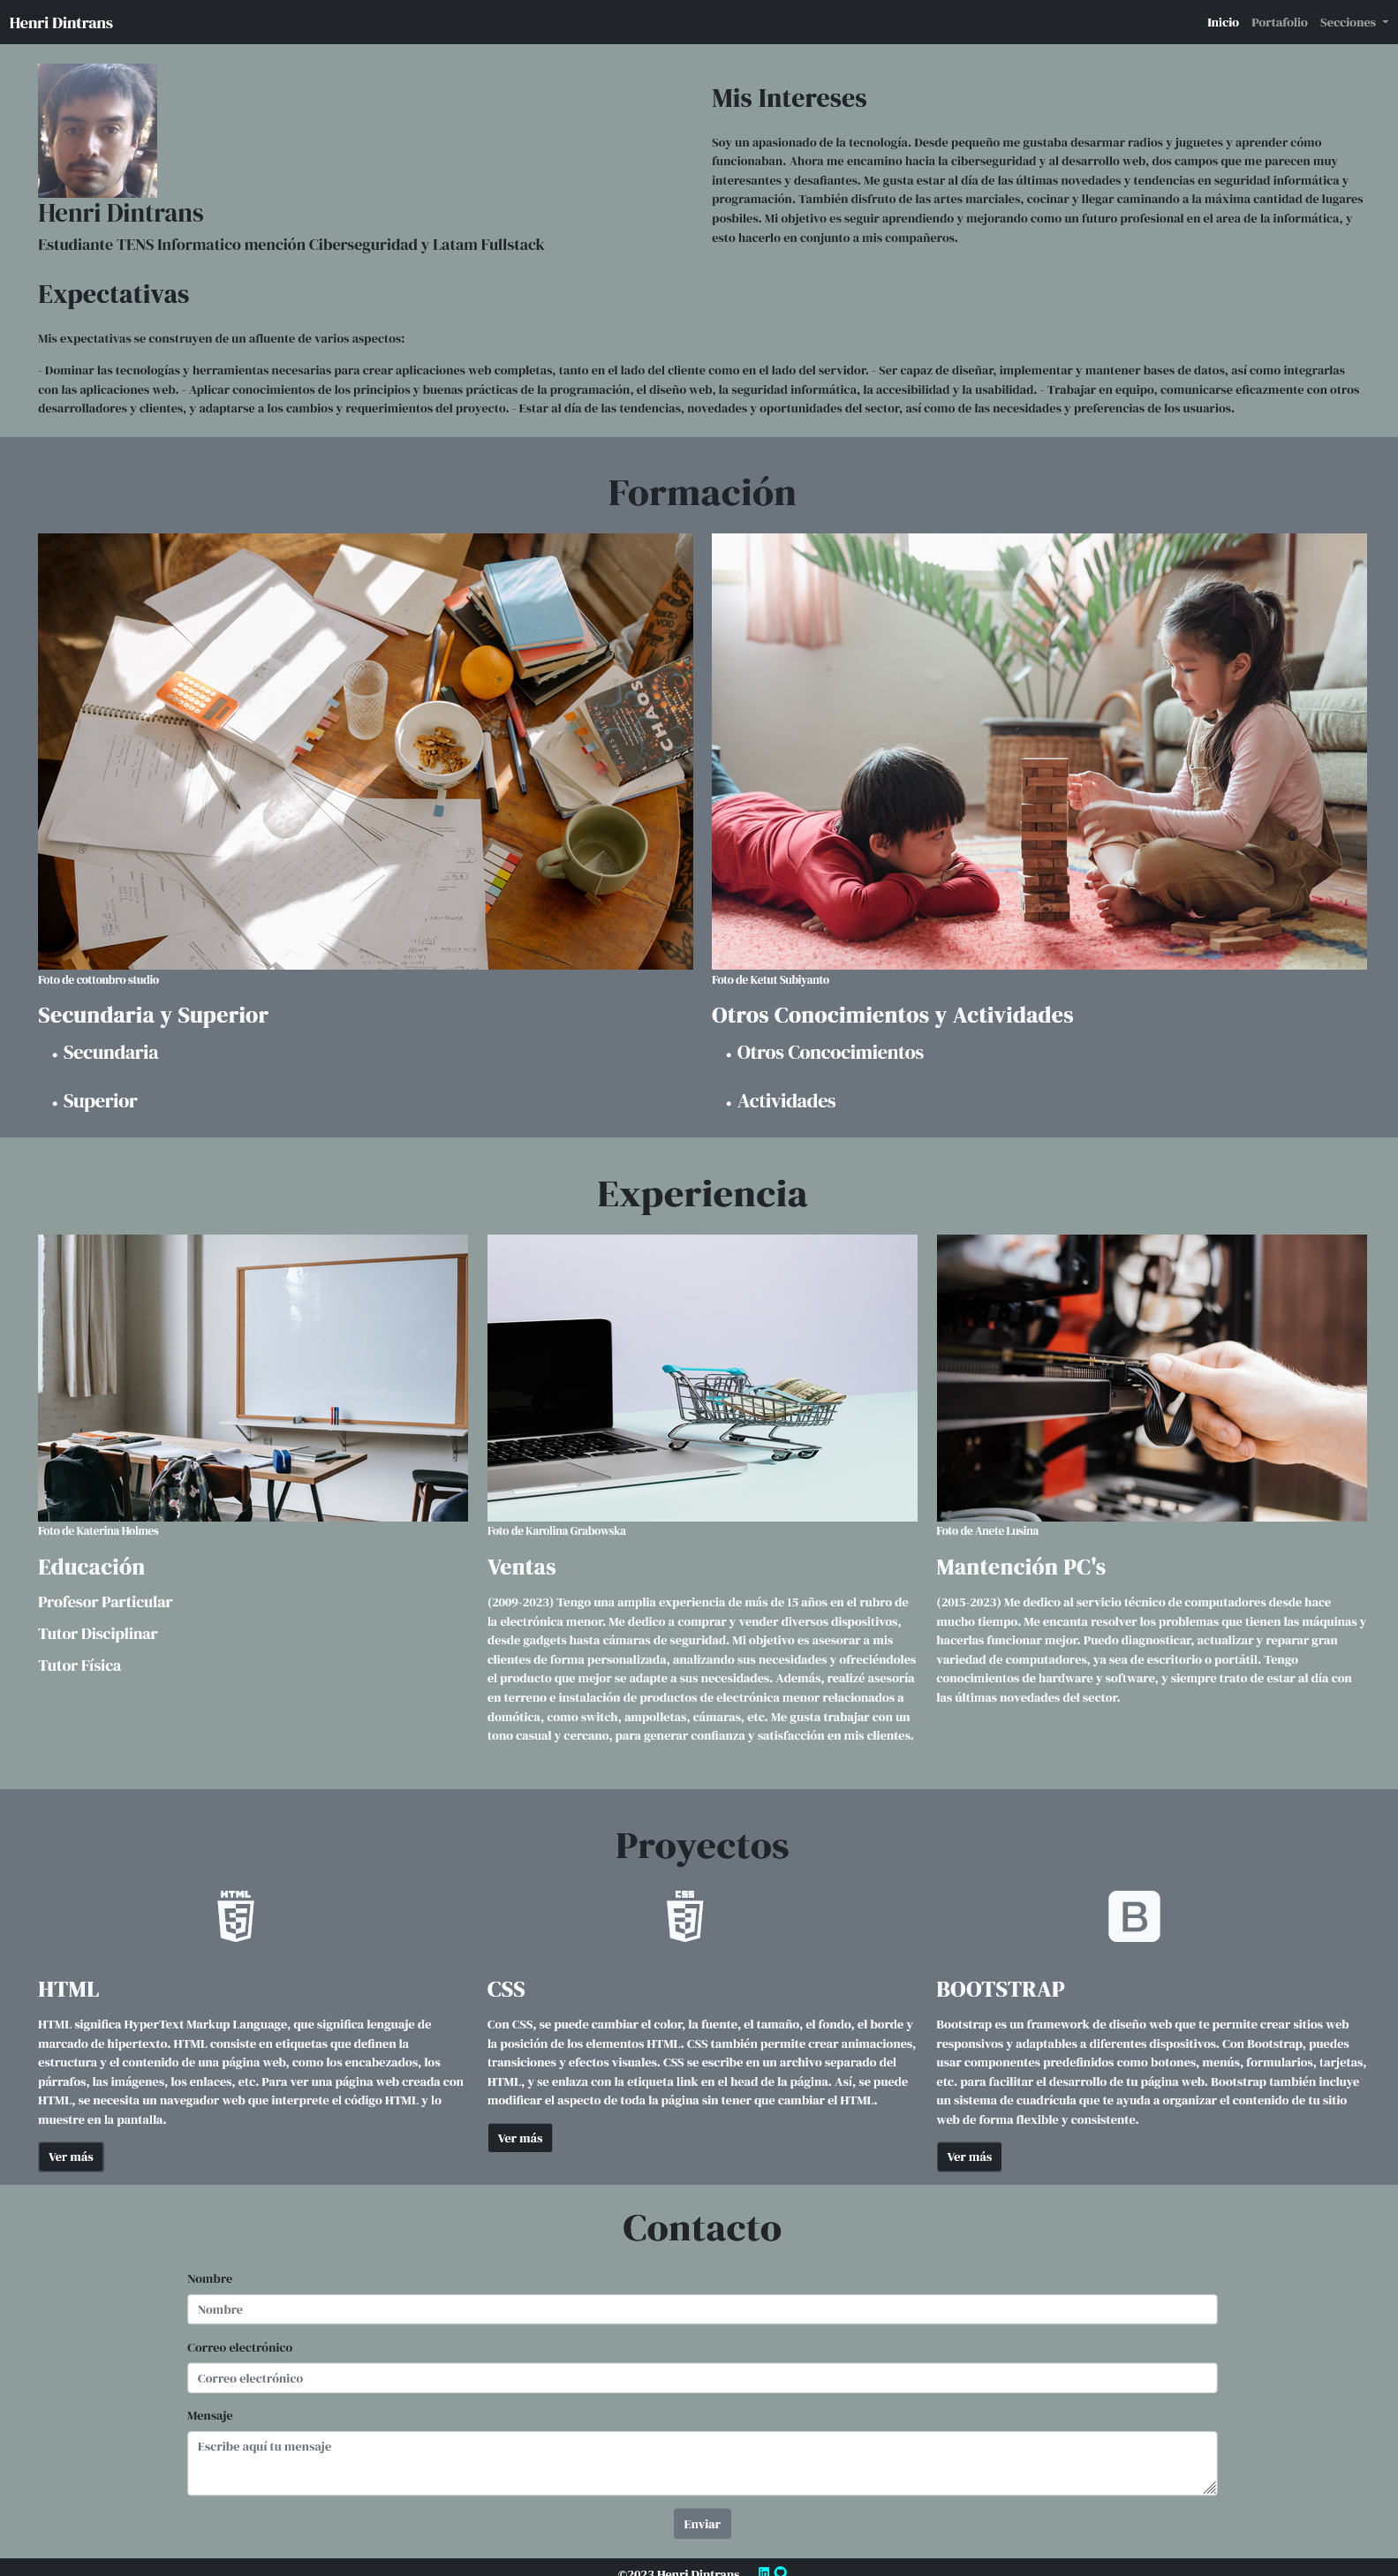 Henri Dintrans
Inicio
Portafolio
Secciones
Henri Dintrans
Estudiante TENS Informatico mención Ciberseguridad y Latam Fullstack
Mis Intereses
Soy un apasionado de la tecnología. Desde pequeño me gustaba desarmar radios y juguetes y aprender cómo
funcionaban. Ahora me encamino hacia la ciberseguridad y al desarrollo web, dos campos que me parecen muy
interesantes y desafiantes. Me gusta estar al día de las últimas novedades y tendencias en seguridad informática y
programación. También disfruto de las artes marciales, cocinar y llegar caminando a la máxima cantidad de lugares
posbiles. Mi objetivo es seguir aprendiendo y mejorando como un futuro profesional en el area de la informática, y
esto hacerlo en conjunto a mis compañeros.
Expectativas
Mis expectativas se construyen de un afluente de varios aspectos:
- Dominar las tecnologías y herramientas necesarias para crear aplicaciones web completas, tanto en el lado del cliente como en el lado del servidor. - Ser capaz de diseñar, implementar y mantener bases de datos, así como integrarlas
con las aplicaciones web. - Aplicar conocimientos de los principios y buenas prácticas de la programación, el diseño web, la seguridad informática, la accesibilidad y la usabilidad. - Trabajar en equipo, comunicarse eficazmente con otros
desarrolladores y clientes, y adaptarse a los cambios y requerimientos del proyecto. - Estar al día de las tendencias, novedades y oportunidades del sector, así como de las necesidades y preferencias de los usuarios.
Formación
CHAOS
Foto de cottonbro studio
Secundaria y Superior
• Secundaria
• Superior
Foto de Ketut Subiyanto
Otros Conocimientos y Actividades
• Otros Concocimientos
• Actividades
Experiencia
Foto de Katerina Holmes
Educación
Profesor Particular
Tutor Disciplinar
Tutor Física
Foto de Karolina Grabowska
Ventas
(2009-2023) Tengo una amplia experiencia de más de 15 años en el rubro de
la electrónica menor. Me dedico a comprar y vender diversos dispositivos,
desde gadgets hasta cámaras de seguridad. Mi objetivo es asesorar a mis
clientes de forma personalizada, analizando sus necesidades y ofreciéndoles
el producto que mejor se adapte a sus necesidades. Además, realizé asesoría
en terreno e instalación de productos de electrónica menor relacionados a
domótica, como switch, ampolletas, cámaras, etc. Me gusta trabajar con un
tono casual y cercano, para generar confianza y satisfacción en mis clientes.
Foto de Anete Lusina
Mantención PC's
(2015-2023) Me dedico al servicio técnico de computadores desde hace
mucho tiempo. Me encanta resolver los problemas que tienen las máquinas y
hacerlas funcionar mejor. Puedo diagnosticar, actualizar y reparar gran
variedad de computadores, ya sea de escritorio o portátil. Tengo
conocimientos de hardware y software, y siempre trato de estar al día con
las últimas novedades del sector.
Proyectos
HTML
HTML
HTML significa HyperText Markup Language, que significa lenguaje de
marcado de hipertexto. HTML consiste en etiquetas que definen la
estructura y el contenido de una página web, como los encabezados, los
párrafos, las imágenes, los enlaces, etc. Para ver una página web creada con
HTML, se necesita un navegador web que interprete el código HTML y lo
muestre en la pantalla.
Ver más
CSS
CSS
Con CSS, se puede cambiar el color, la fuente, el tamaño, el fondo, el borde y
la posición de los elementos HTML. CSS también permite crear animaciones,
transiciones y efectos visuales. CSS se escribe en un archivo separado del
HTML, y se enlaza con la etiqueta link en el head de la página. Así, se puede
modificar el aspecto de toda la página sin tener que cambiar el HTML.
Ver más
B
BOOTSTRAP
Bootstrap es un framework de diseño web que te permite crear sitios web
responsivos y adaptables a diferentes dispositivos. Con Bootstrap, puedes
usar componentes predefinidos como botones, menús, formularios, tarjetas,
etc. para facilitar el desarrollo de tu página web. Bootstrap también incluye
un sistema de cuadrícula que te ayuda a organizar el contenido de tu sitio
web de forma flexible y consistente.
Ver más
Contacto
Nombre
Nombre
Correo electrónico
Correo electrónico
Mensaje
Escribe aquí tu mensaje
Enviar
©2023 Henri Dintrans